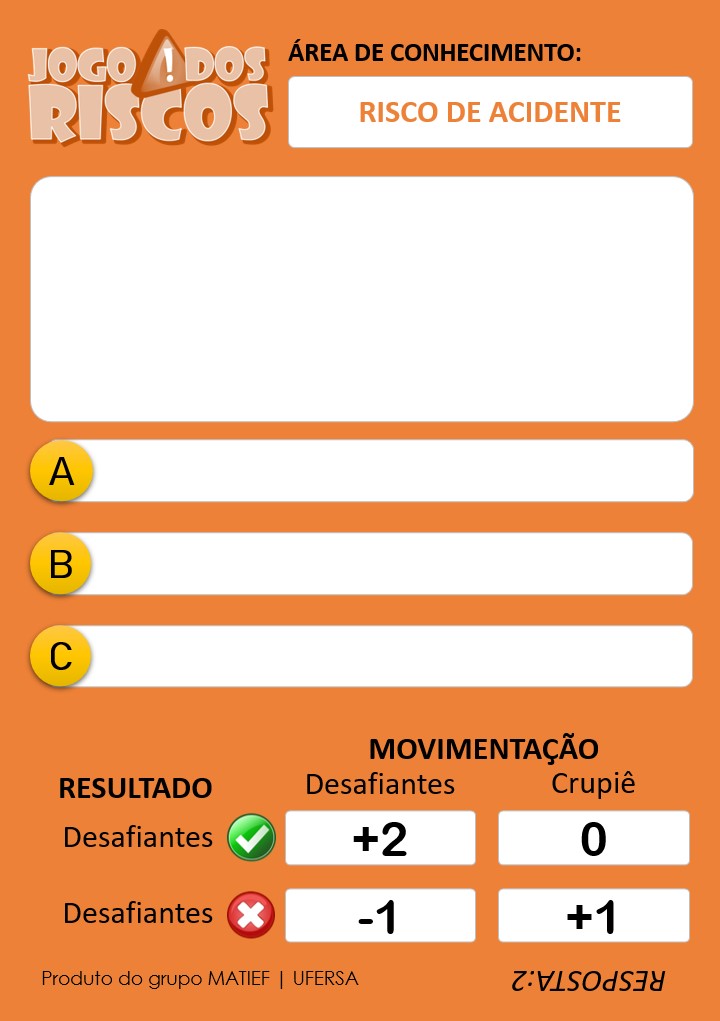 JOGO DOS
RISCOS
ÁREA DE CONHECIMENTO:
RISCO DE ACIDENTE
A
B
C
MOVIMENTAÇÃO
RESULTADO Desafiantes Crupiê
Desafiantes +2 0
Desafiantes -1 +1
Produto do grupo MATIEF | UFERSA
RESPOSTA:2